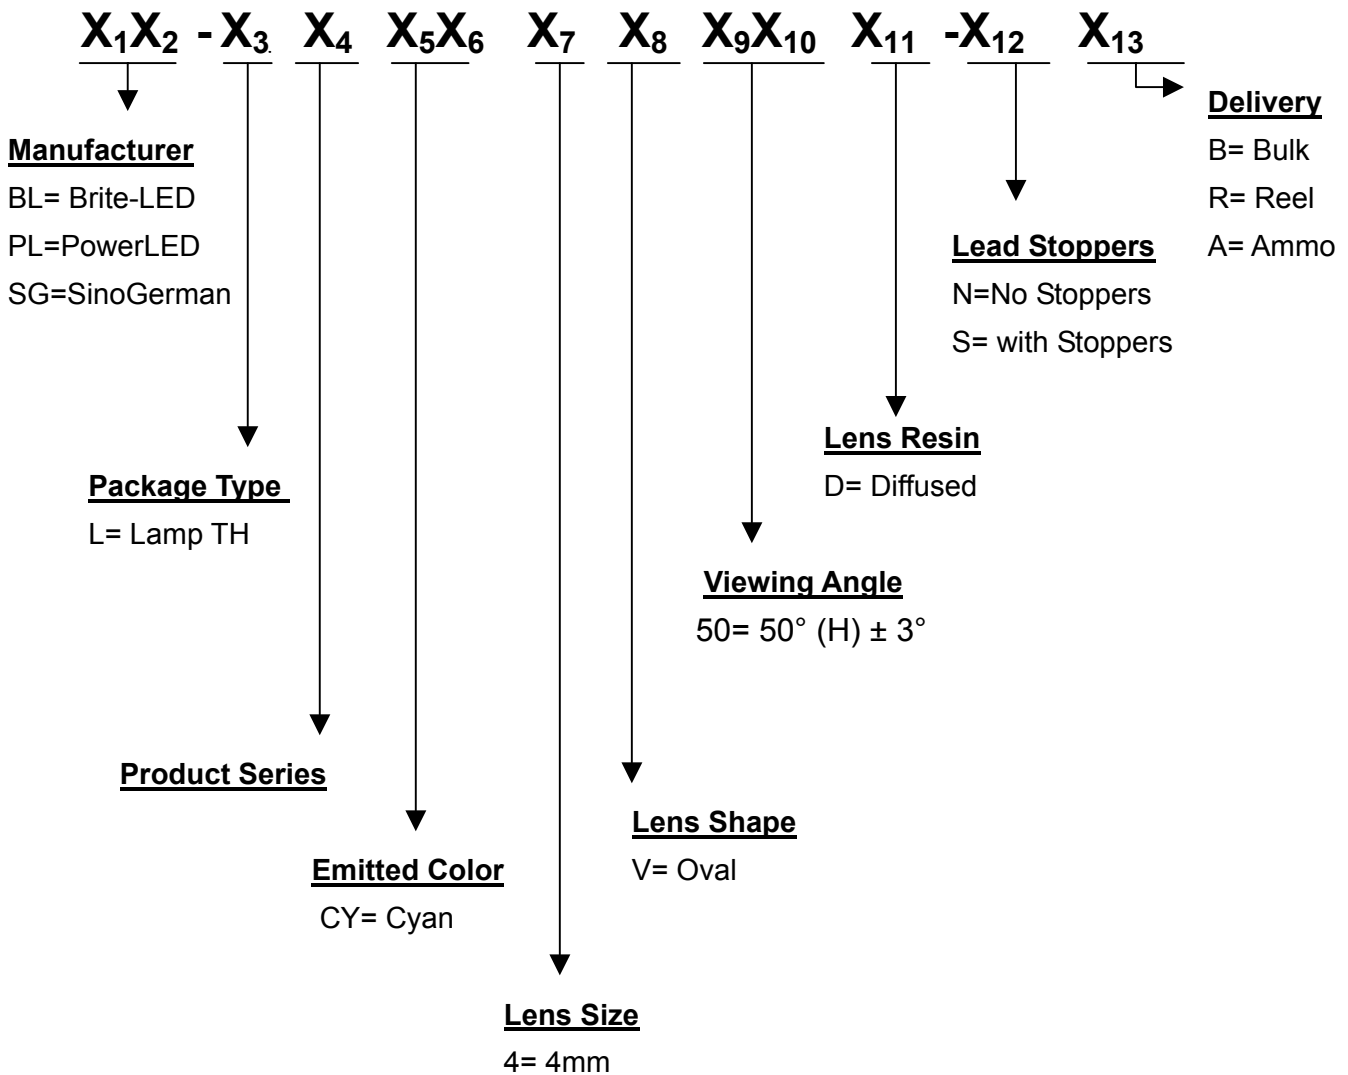 X1X2 - X3 X4 X5X6 X7 X8 X9X10 X11 -X12 X13
Manufacturer
BL= Brite-LED
PL=PowerLED
SG=SinoGerman
Package Type
L= Lamp TH
Product Series
Emitted Color
CY= Cyan
Lens Size
4= 4mm
Lens Shape
V= Oval
Viewing Angle
50= 50° (H) ± 3°
Lens Resin
D= Diffused
Lead Stoppers
N=No Stoppers
S= with Stoppers
Delivery
B= Bulk
R= Reel
A= Ammo